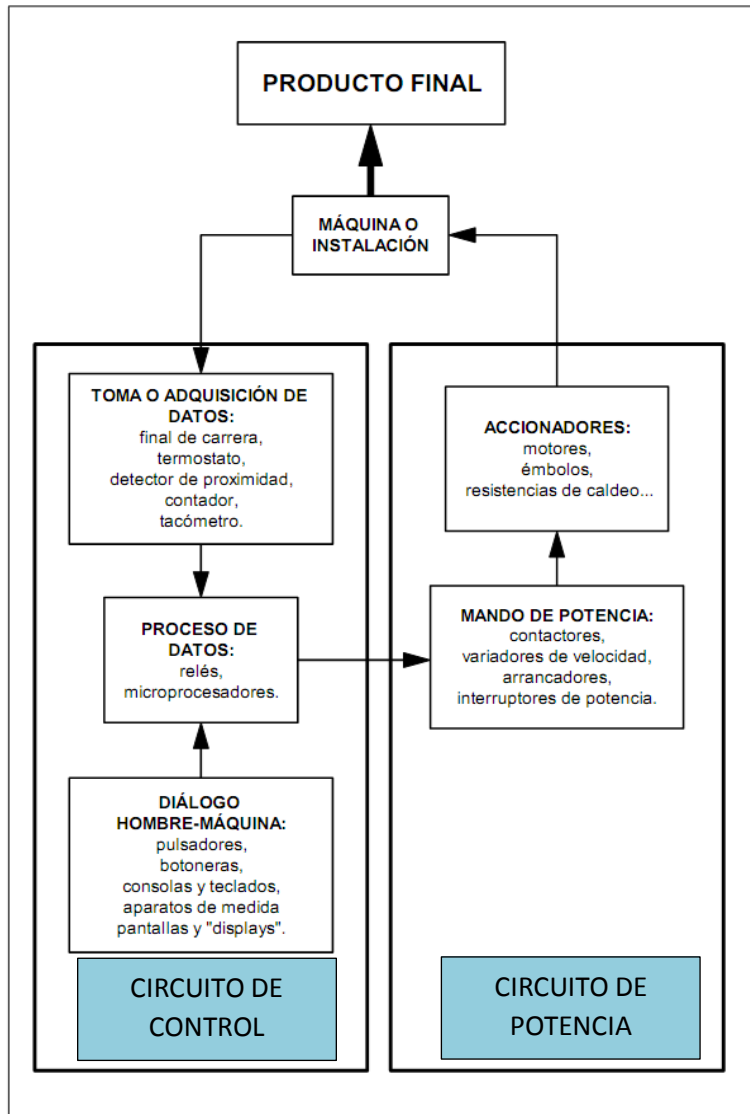 PRODUCTO FINAL
MÁQUINA O
INSTALACIÓN
TOMA O ADQUISICIÓN DE
DATOS:
final de carrera,
termostato,
detector de proximidad,
contador,
tacómetro.
PROCESO DE
DATOS:
relés,
microprocesadores.
DIÁLOGO
HOMBRE-MÁQUINA:
pulsadores,
botoneras,
consolas y teclados,
aparatos de medida
pantallas y "displays".
CIRCUITO DE
CONTROL
ACCIONADORES:
motores,
émbolos,
resistencias de caldeo...
MANDO DE POTENCIA:
contactores,
variadores de velocidad,
arrancadores,
interruptores de potencia.
CIRCUITO DE
POTENCIA